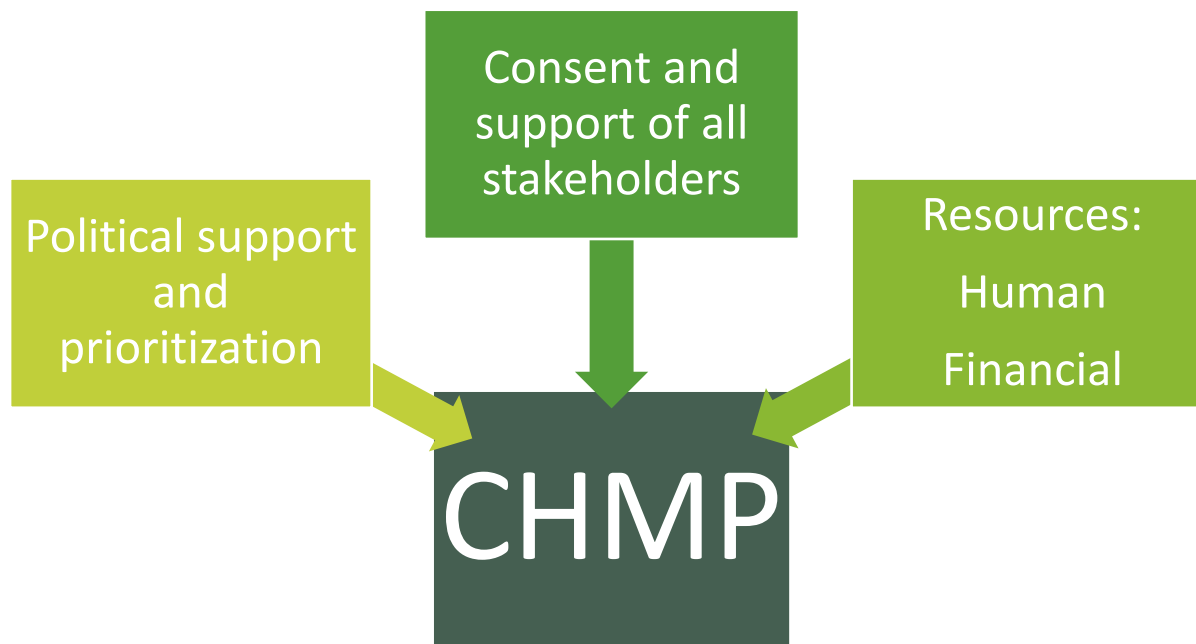 Consent and
support of all
stakeholders
Political support
and
prioritization
Resources:
Human
Financial
CHMP